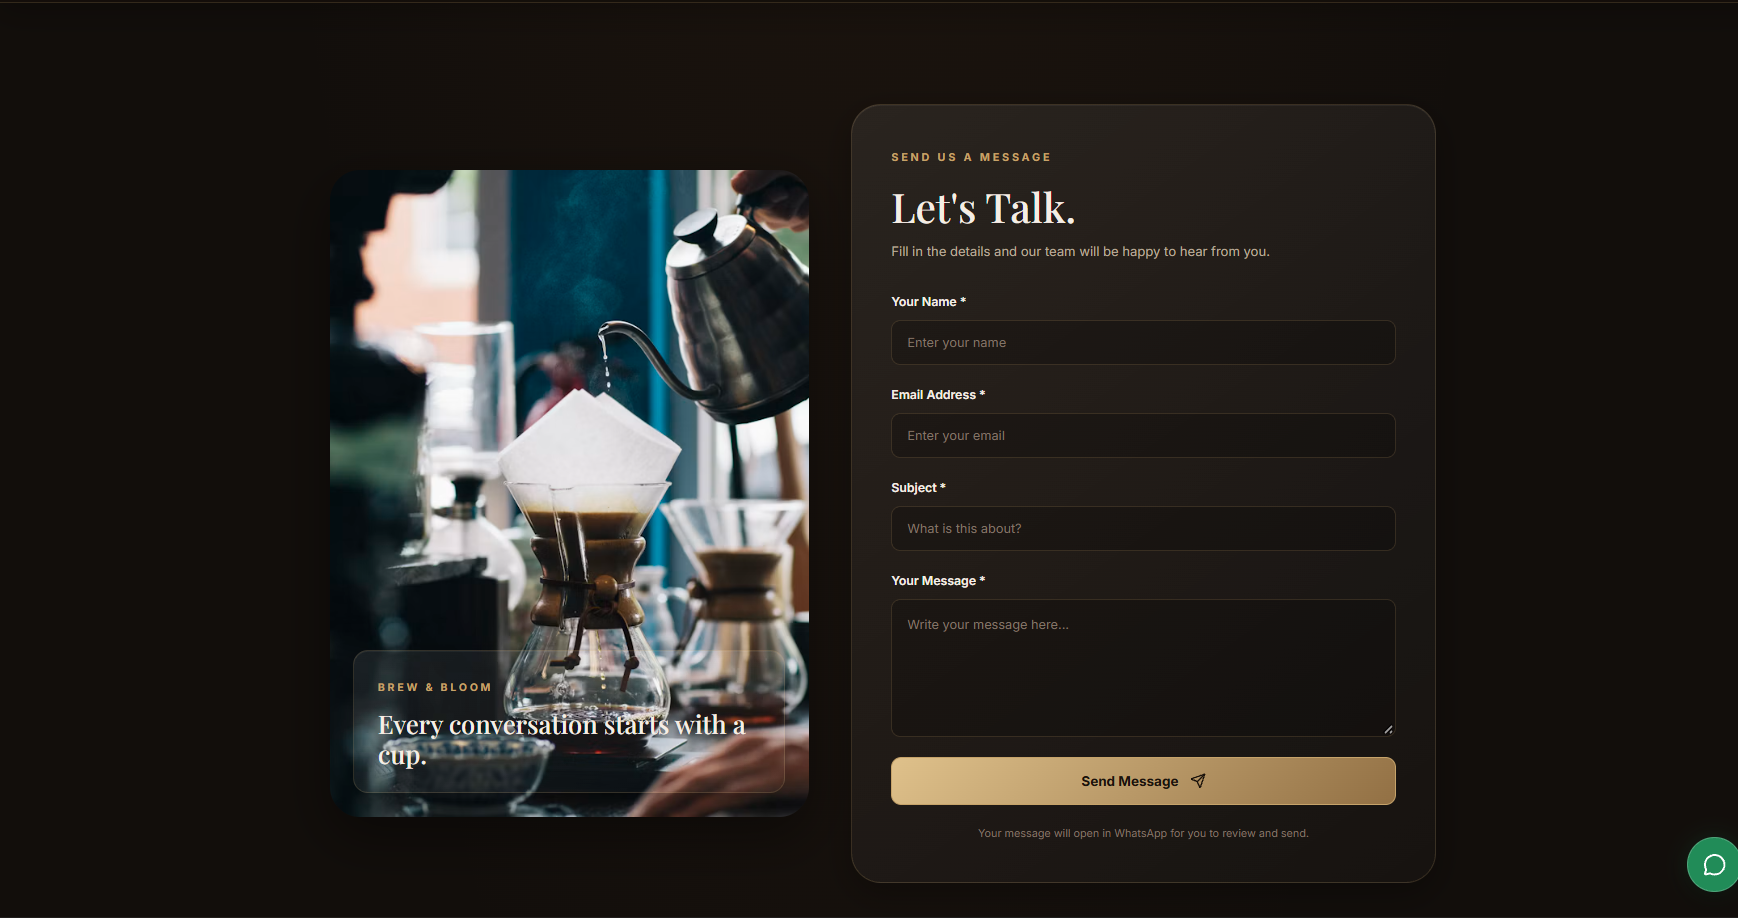 BREW & BLOOM
Every conversation starts with a
cup.
SEND US A MESSAGE
Let's Talk.
Fill in the details and our team will be happy to hear from you.
Your Name *
Enter your name
Email Address *
Enter your email
Subject *
What is this about?
Your Message *
Write your message here...
Send Message
Your message will open in WhatsApp for you to review and send.